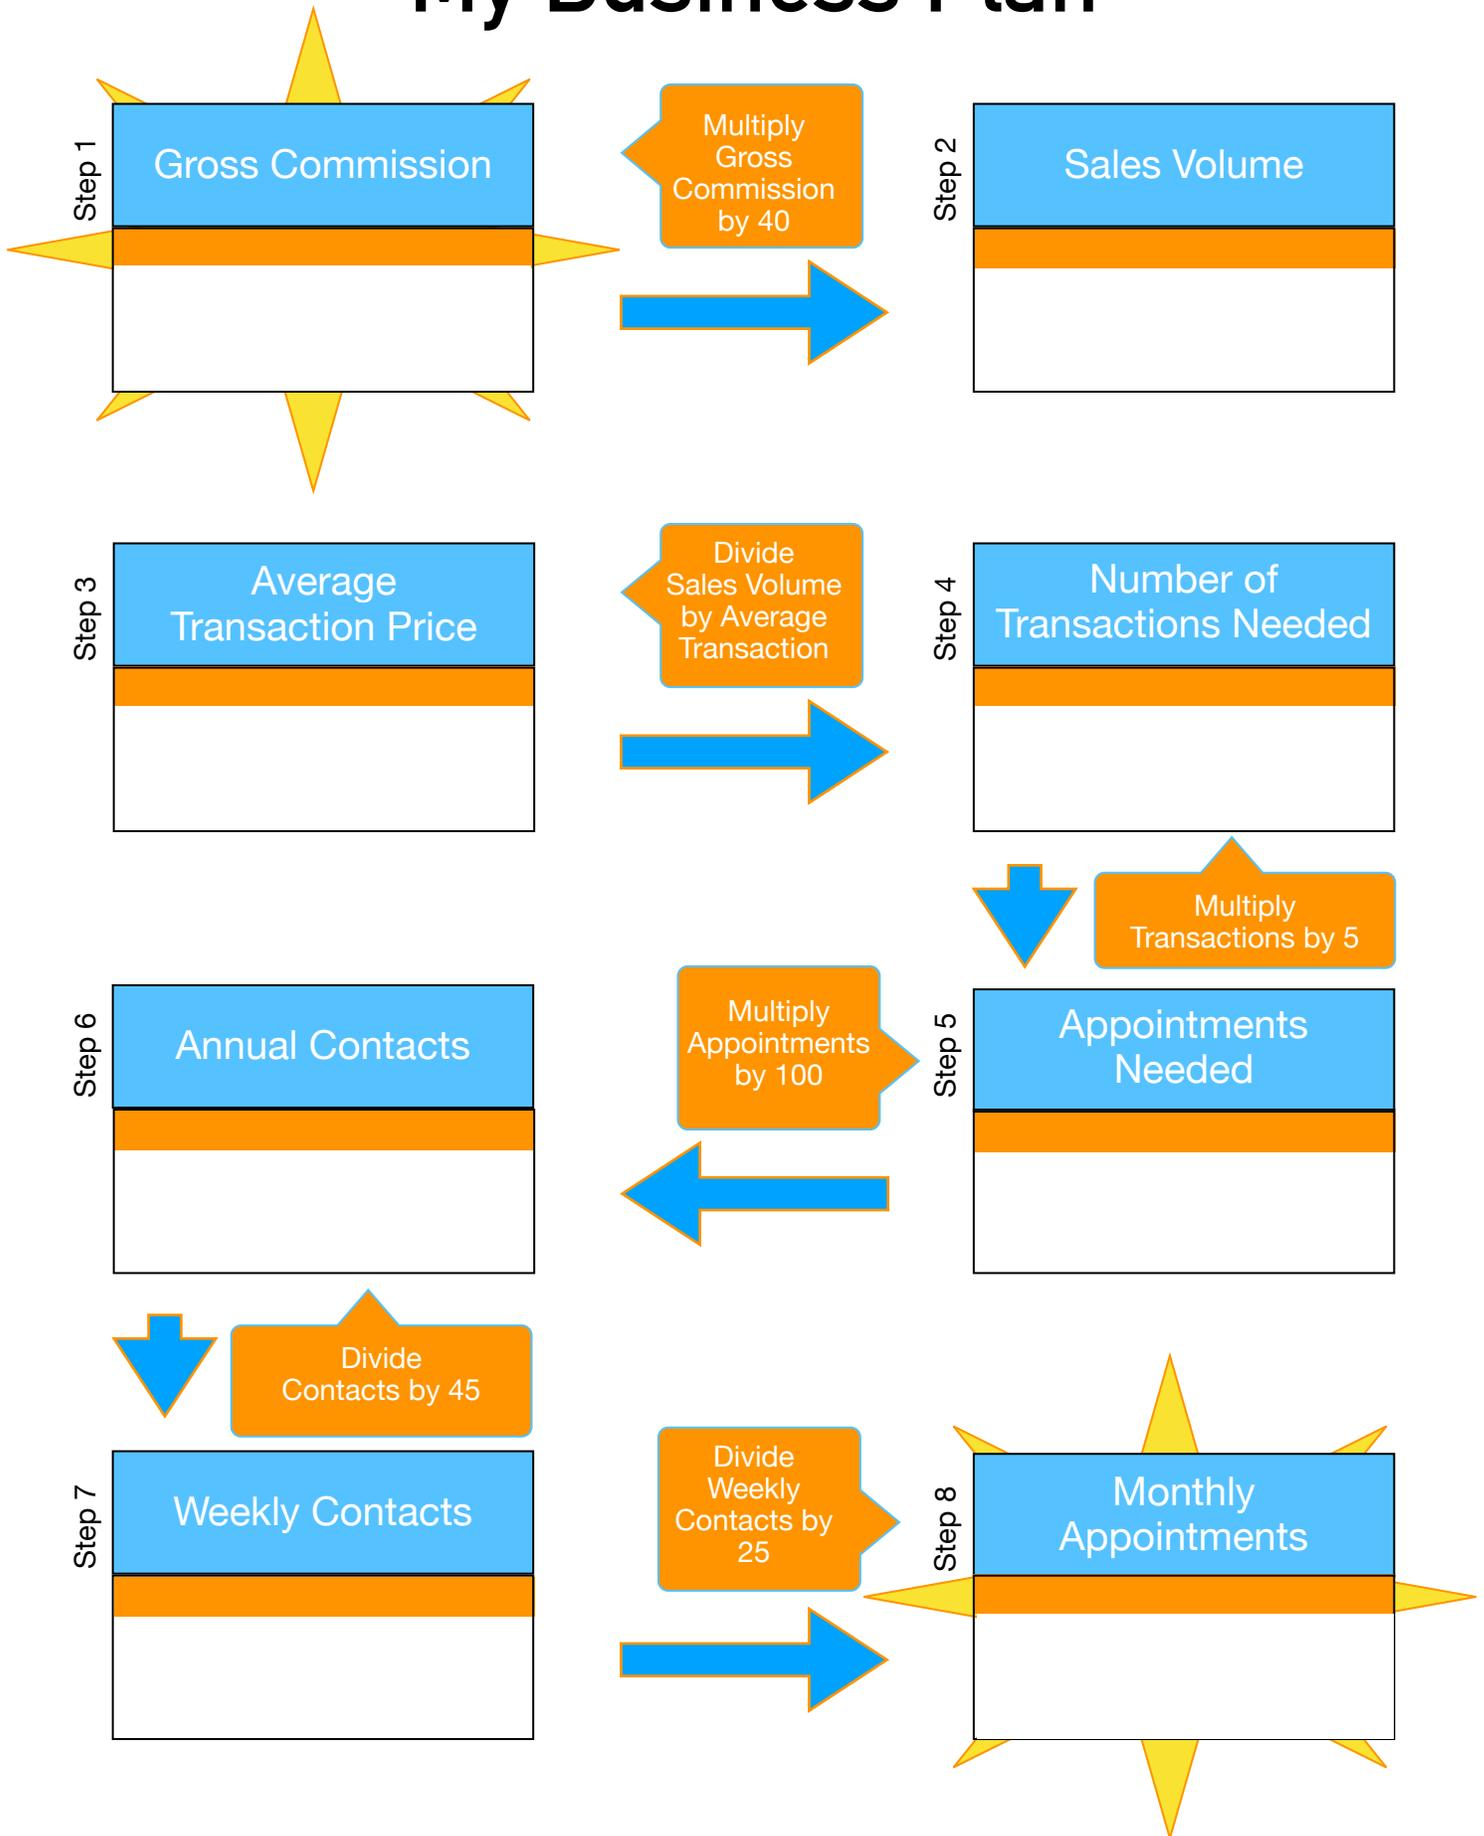 My Business Plan
Step 1
Gross Commission
Multiply
Gross
Commission
by 40
Step 2
Sales Volume
Step 3
Average
Transaction Price
Divide
Sales Volume
by Average
Transaction
Step 4
Number of
Transactions Needed
Multiply
Transactions by 5
Step 5
Appointments
Needed
Multiply
Appointments
by 100
Step 6
Annual Contacts
Divide
Contacts by 45
Step 7
Weekly Contacts
Divide
Weekly
Contacts by
25
Step 8
Monthly
Appointments